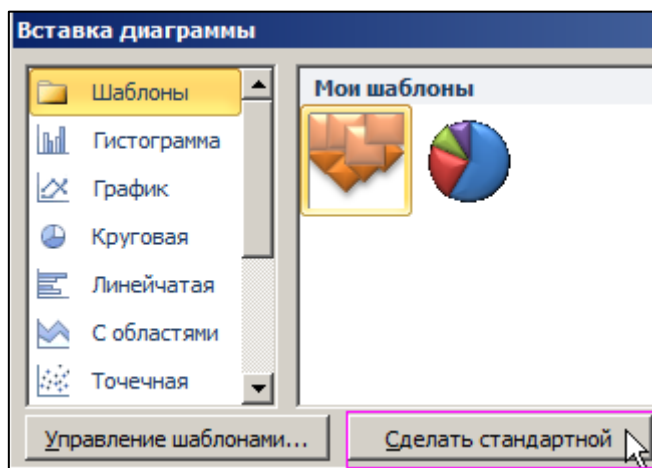 Вставка диаграммы
Шаблоны
Гистограмма
График
Круговая
Линейчатая
С областями
Точечная
Мои шаблоны
Управление шаблонами...
Сделать стандартной